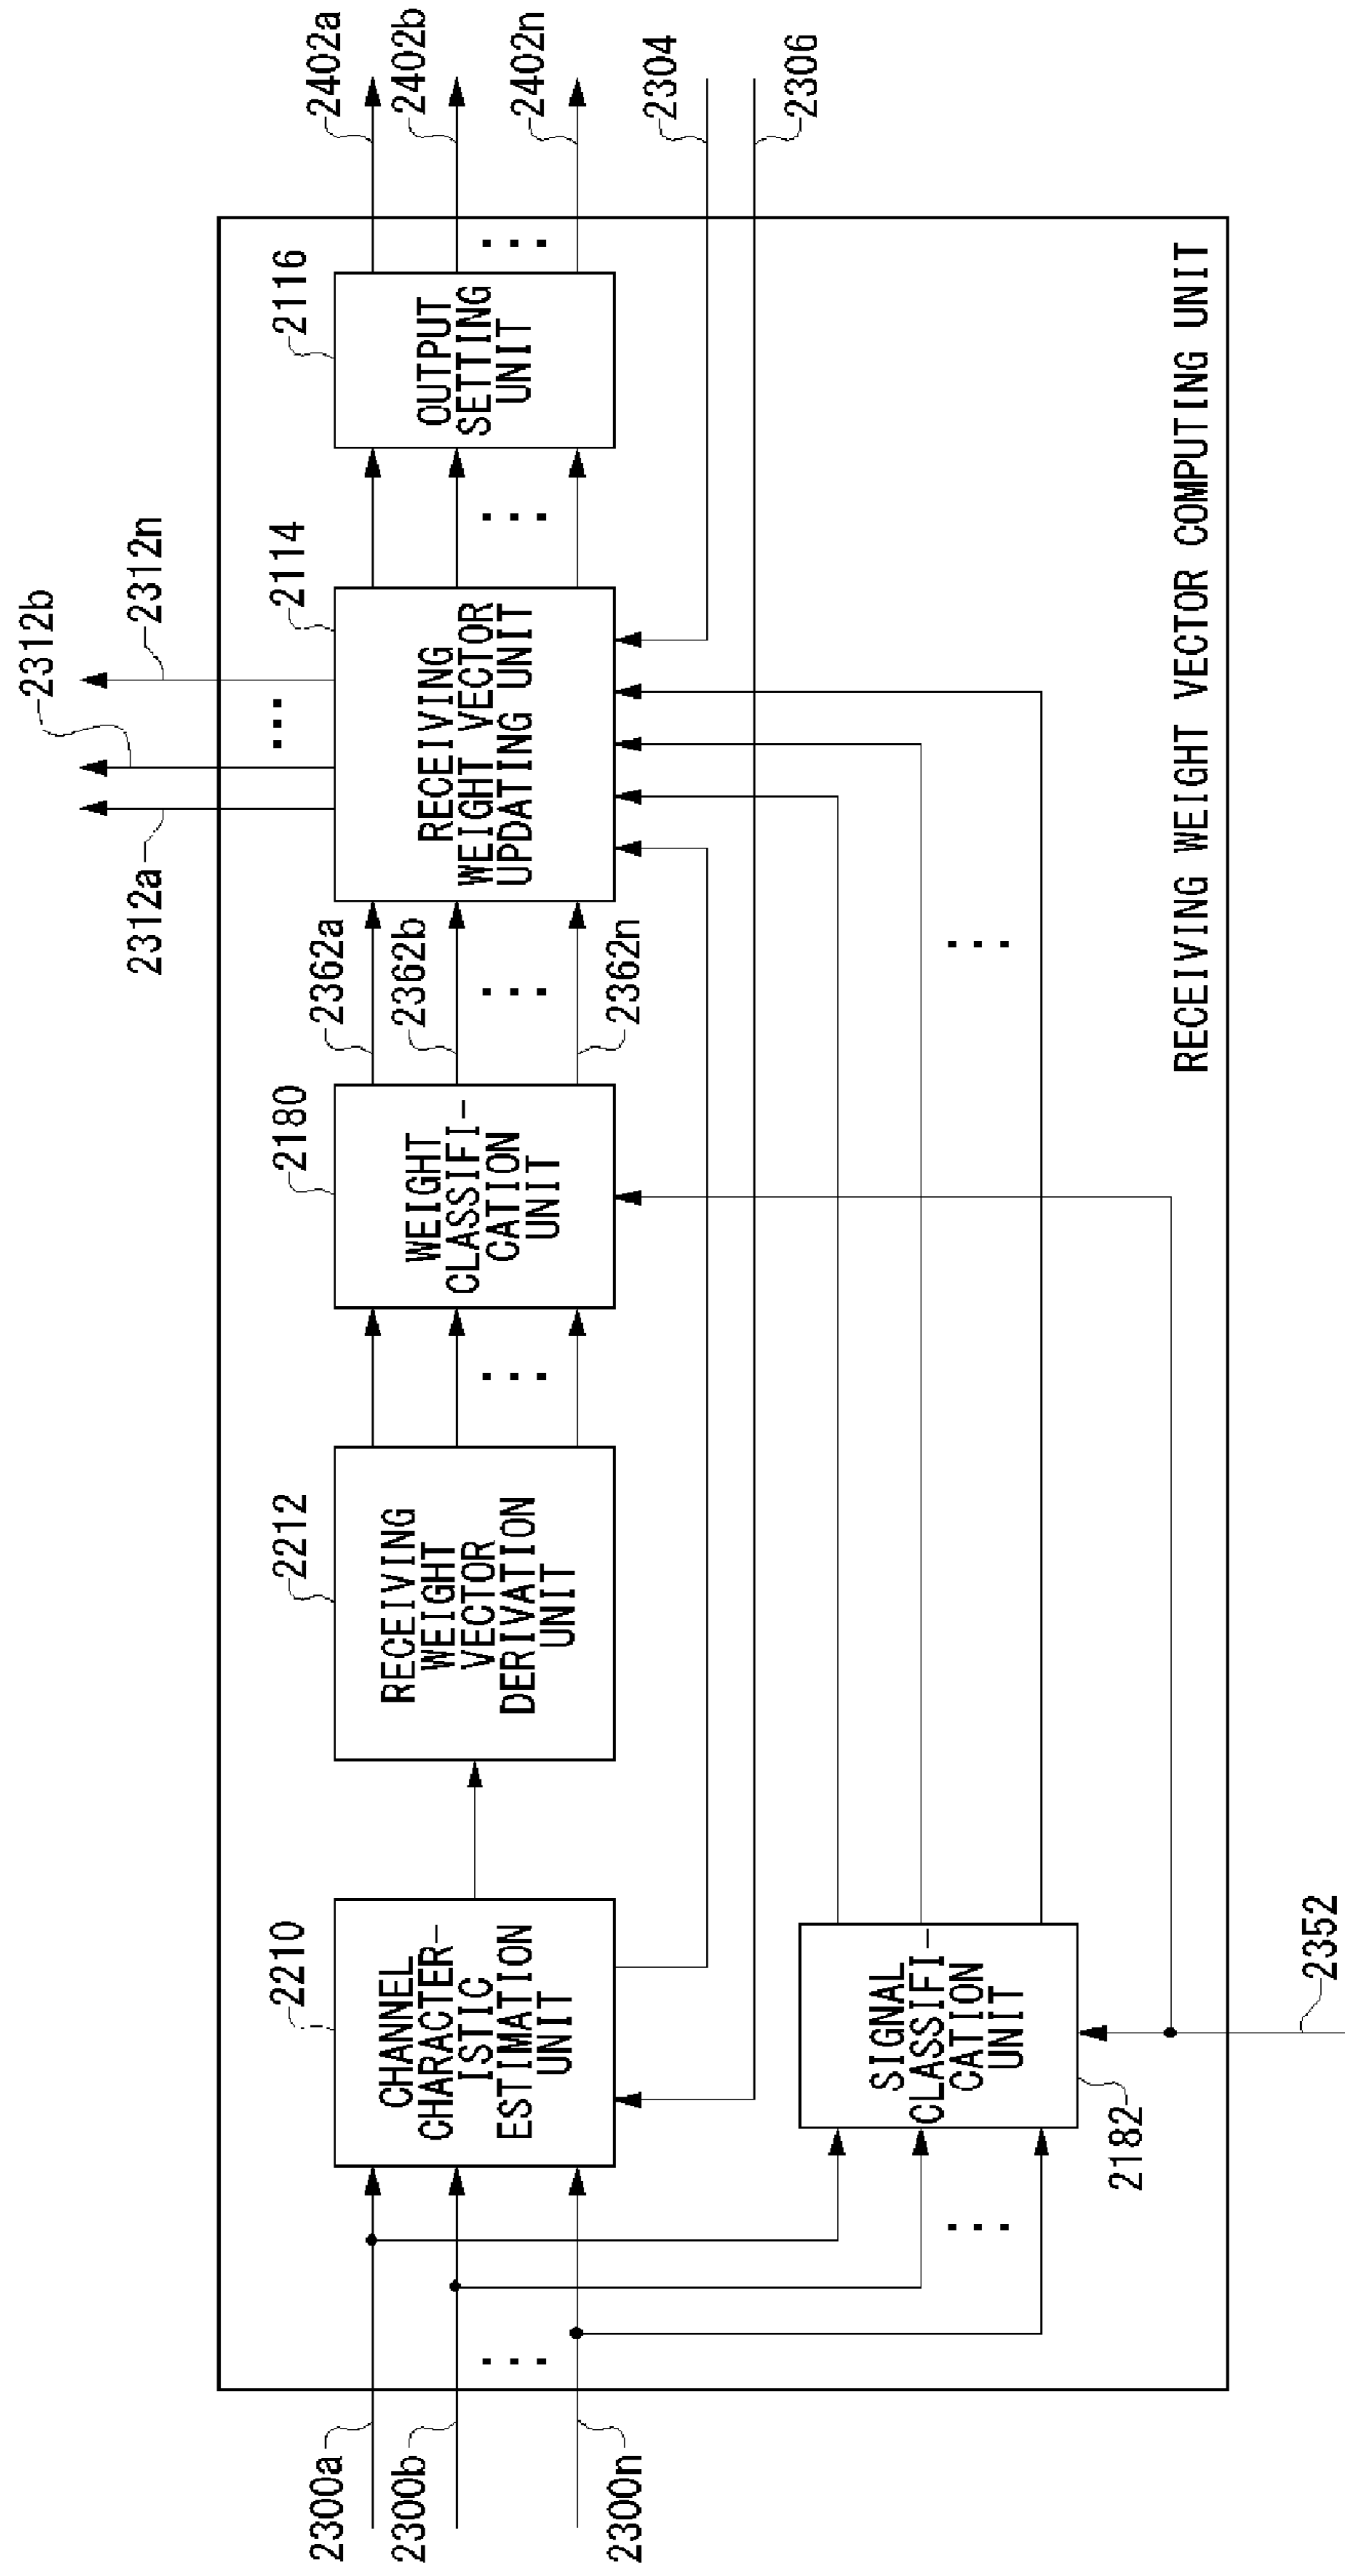 2312a
2312b
2312n
2300a
2300b
2300n
2210
CHANNEL
CHARACTER-
ISTIC
ESTIMATION
UNIT
2212
RECEIVING
WEIGHT
VECTOR
DERIVATION
UNIT
2180
WEIGHT
CLASSIFI-
CATION
UNIT
2362a
2362b
2362n
2114
RECEIVING
WEIGHT VECTOR
UPDATING UNIT
2116
OUTPUT
SETTING
UNIT
2402a
2402b
2402n
2304
2306
SIGNAL
CLASSIFI-
CATION
UNIT
2182
2352
RECEIVING WEIGHT VECTOR COMPUTING UNIT